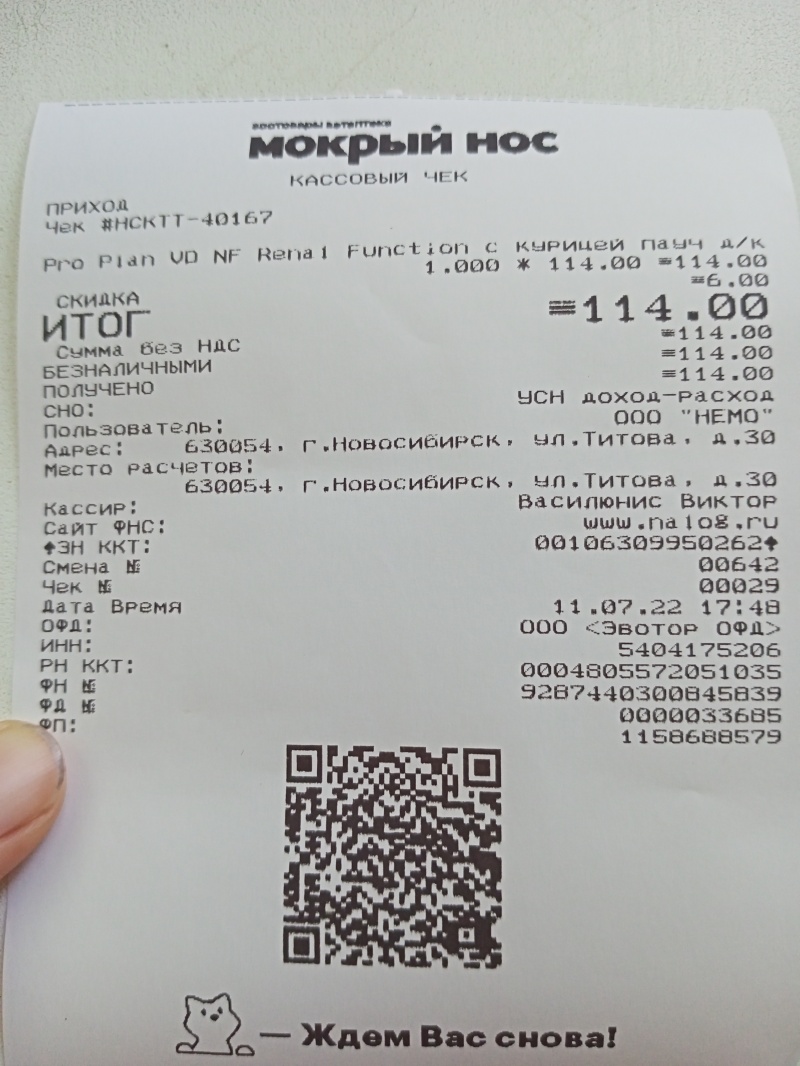 зоотовары ветаптека
мокрый нос
КАССОВЫЙ ЧЕК
ПРИХОД
Чек #НСКТТ-40167
Pro Plan VD NF Renal Function с курицей пауч д/к
1.000 * 114.00 =114.00
СКИДКА =6.00
ИТОГ =114.00
Сумма без НДС =114.00
БЕЗНАЛИЧНЫМИ =114.00
ПОЛУЧЕНО =114.00
СНО: УСН доход-расход
Пользователь: ООО "НЕМО"
Адрес: 630054, г.Новосибирск, ул.Титова, д.30
Место расчетов:
630054, г.Новосибирск, ул.Титова, д.30
Кассир: Василюнис Виктор
Сайт ФНС: www.nalog.ru
ЗН ККТ: 00106309950262
Смена № 00642
Чек № 00029
Дата Время 11.07.22 17:48
ОФД: ООО <Эвотор ОФД>
ИНН: 5404175206
РН ККТ: 0004805572051035
ФН № 9287440300845839
ФД № 0000033685
ФП: 1158688579
— Ждем Вас снова!